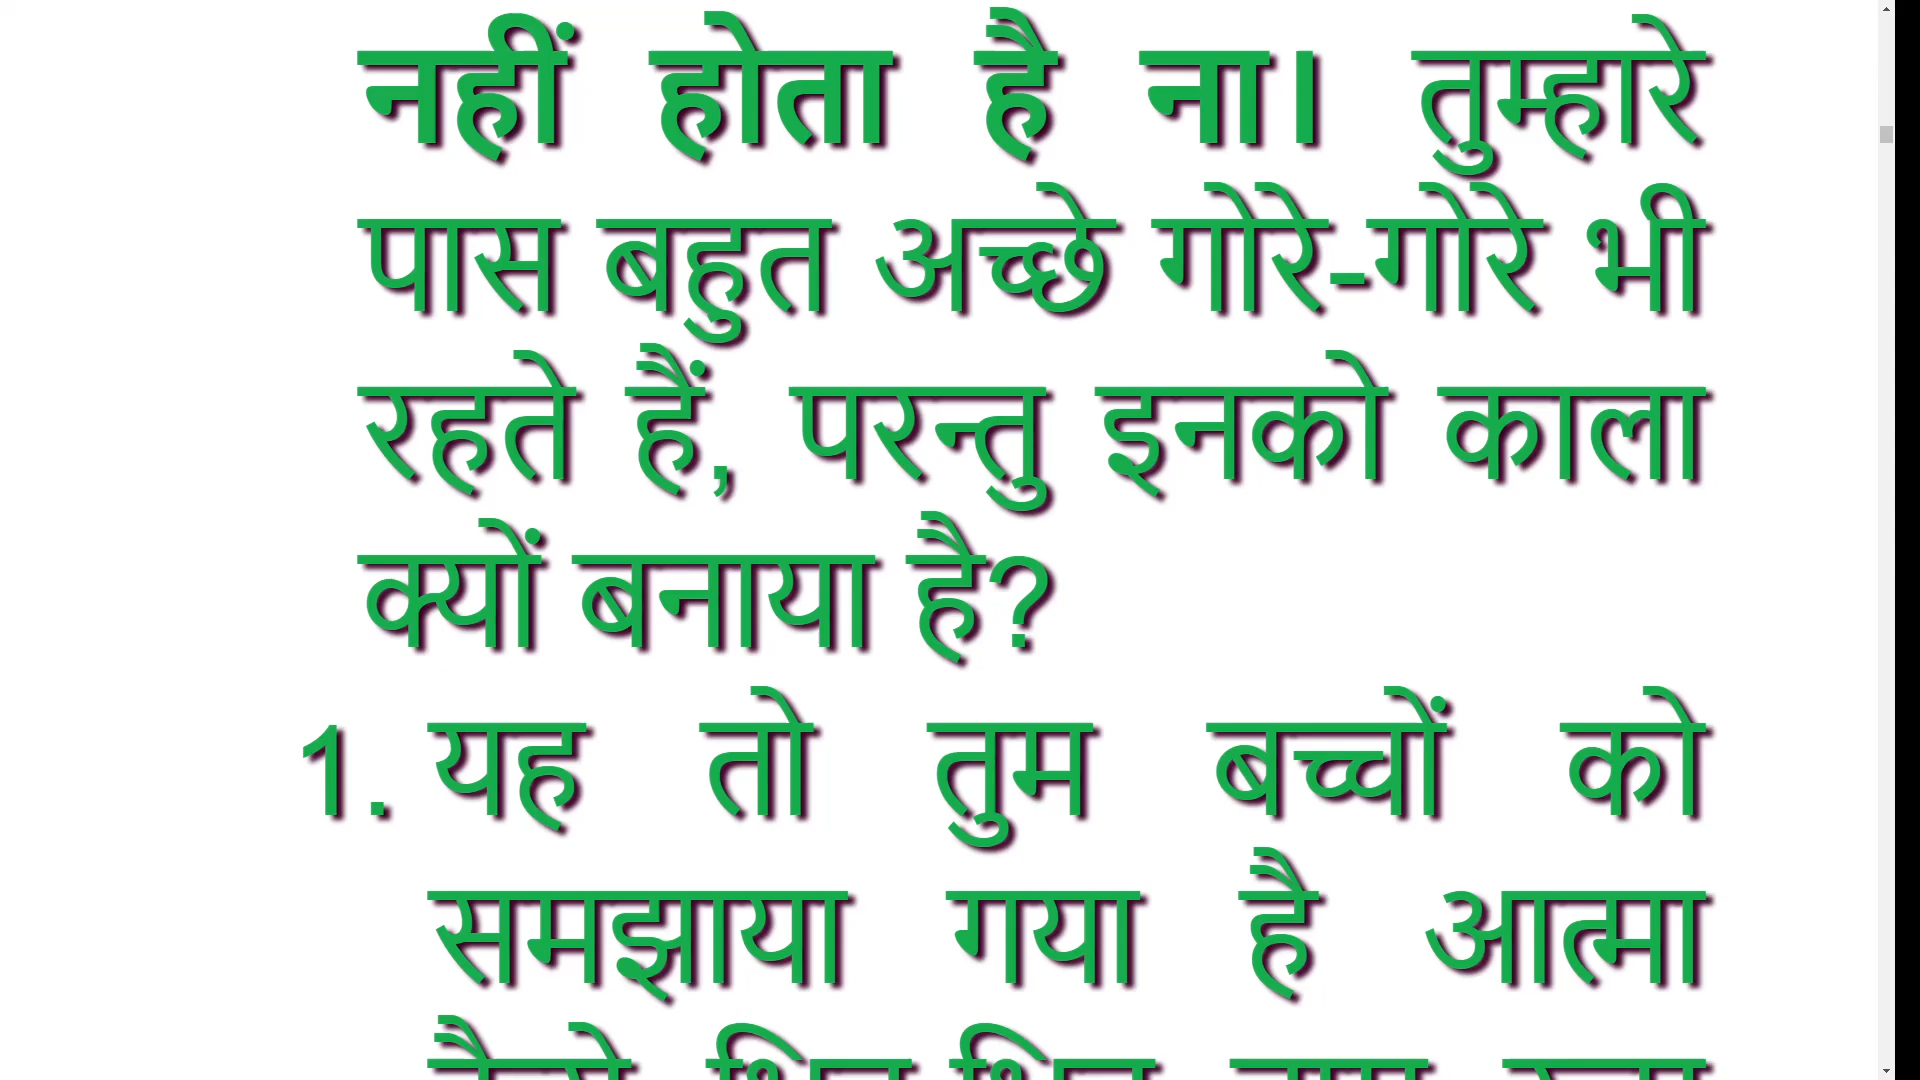 नहीं होता है ना। तुम्हारे
पास बहुत अच्छे गोरे-गोरे भी
रहते हैं, परन्तु इनको काला
क्यों बनाया है?
1. यह तो तुम बच्चों को
समझाया गया है आत्मा